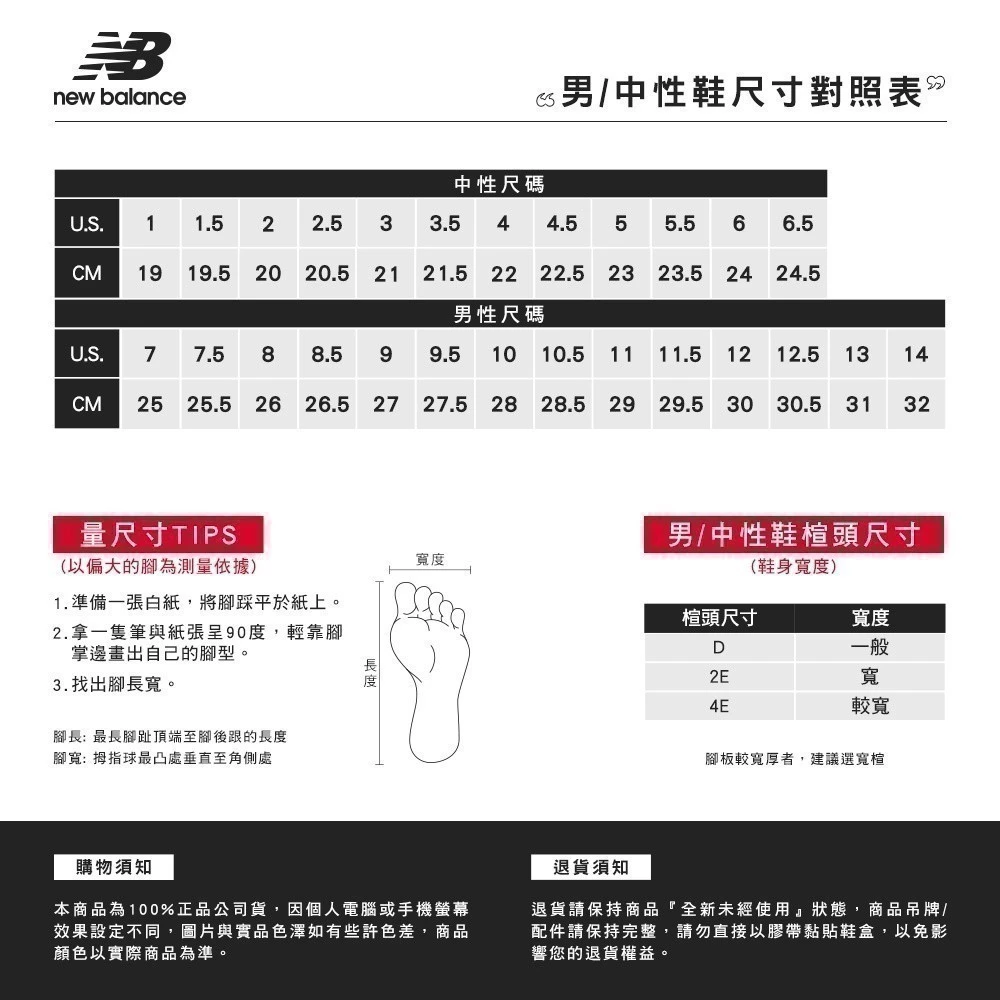 NB
new balance
男/中性鞋尺寸對照表
中性尺碼
U.S. 1 1.5 2 2.5 3 3.5 4 4.5 5 5.5 6 6.5
CM 19 19.5 20 20.5 21 21.5 22 22.5 23 23.5 24 24.5
男性尺碼
U.S. 7 7.5 8 8.5 9 9.5 10 10.5 11 11.5 12 12.5 13 14
CM 25 25.5 26 26.5 27 27.5 28 28.5 29 29.5 30 30.5 31 32
量尺寸TIPS
(以偏大的腳為測量依據)
1.準備一張白紙，將腳踩平於紙上。
2.拿一隻筆與紙張呈90度，輕靠腳
掌邊畫出自己的腳型。
3.找出腳長寬。
腳長: 最長腳趾頂端至腳後跟的長度
腳寬: 拇指球最凸處垂直至角側處
寬度
長度
男/中性鞋楦頭尺寸
(鞋身寬度)
楦頭尺寸 寬度
D 一般
2E 寬
4E 較寬
腳板較寬厚者，建議選寬楦
購物須知
本商品為100%正品公司貨，因個人電腦或手機螢幕
效果設定不同，圖片與實品色澤如有些許色差，商品
顏色以實際商品為準。
退貨須知
退貨請保持商品『全新未經使用』狀態，商品吊牌/
配件請保持完整，請勿直接以膠帶黏貼鞋盒，以免影
響您的退貨權益。